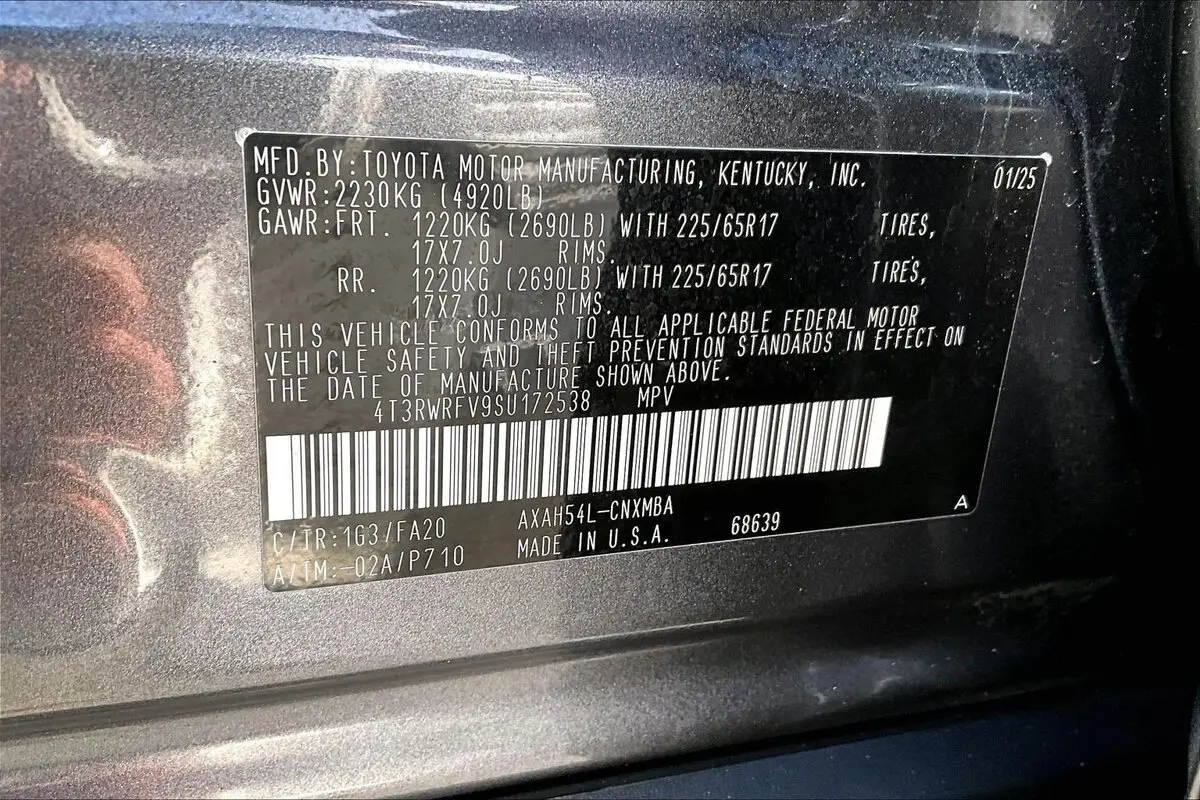 MFD.BY:TOYOTA MOTOR MANUFACTURING, KENTUCKY, INC. 01/25
GVWR:2230KG (4920LB)
GAWR:FRT. 1220KG (2690LB) WITH 225/65R17 TIRES,
17X7.0J RIMS.
RR. 1220KG (2690LB) WITH 225/65R17 TIRES,
17X7.0J RIMS.
THIS VEHICLE CONFORMS TO ALL APPLICABLE FEDERAL MOTOR
VEHICLE SAFETY AND THEFT PREVENTION STANDARDS IN EFFECT ON
THE DATE OF MANUFACTURE SHOWN ABOVE.
4T3RWRFV9SU172538 MPV
C/TR:1G3/FA20 AXAH54L-CNXMBA 68639 A
A/TM:-02A/P710 MADE IN U.S.A.